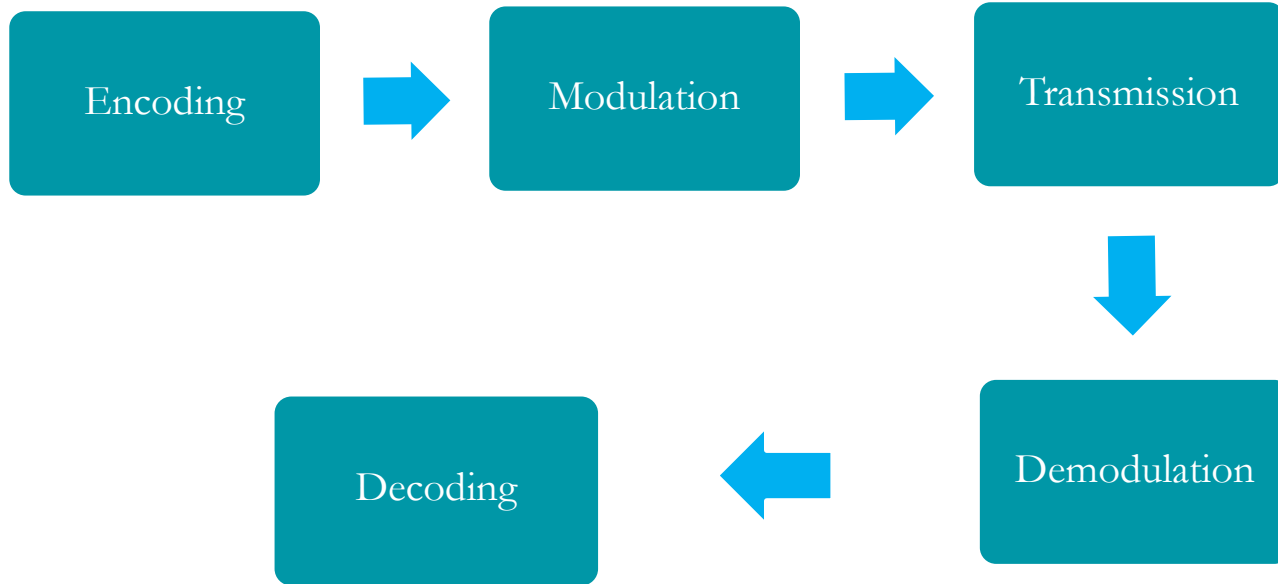 Encoding
Modulation
Transmission
Demodulation
Decoding